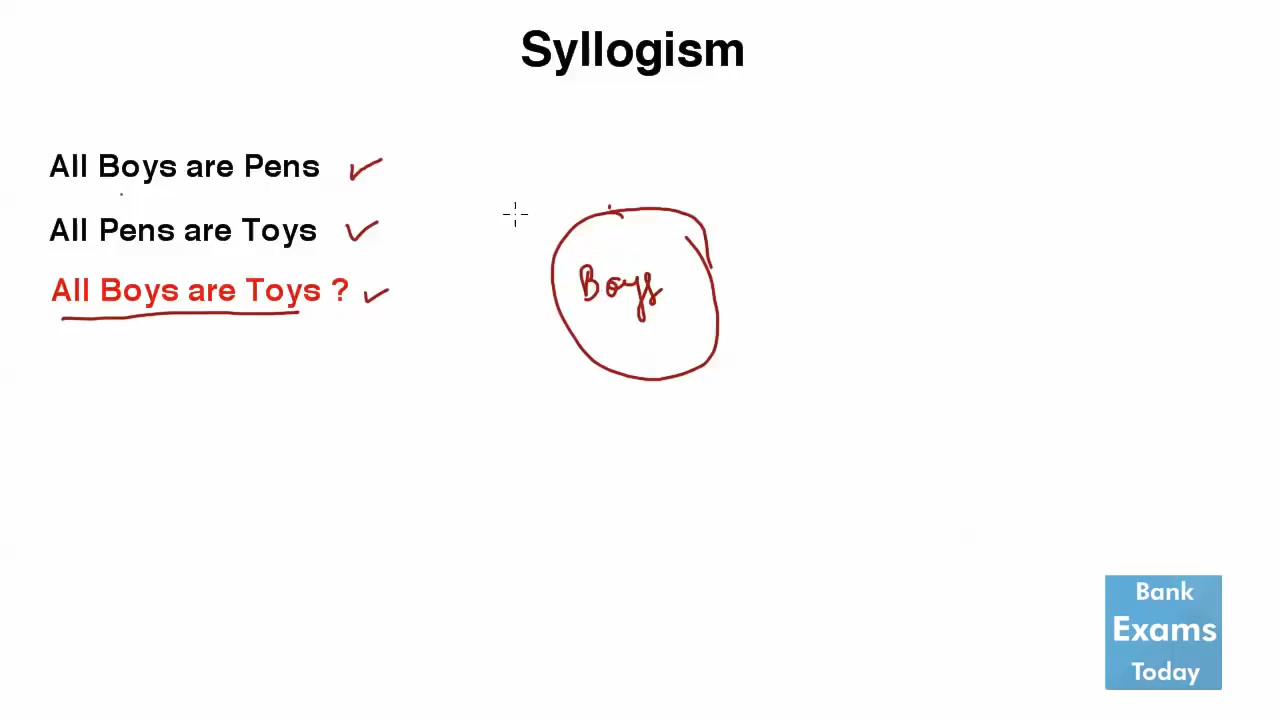 Syllogism
All Boys are Pens
All Pens are Toys
All Boys are Toys ?
Boys
Bank
Exams
Today